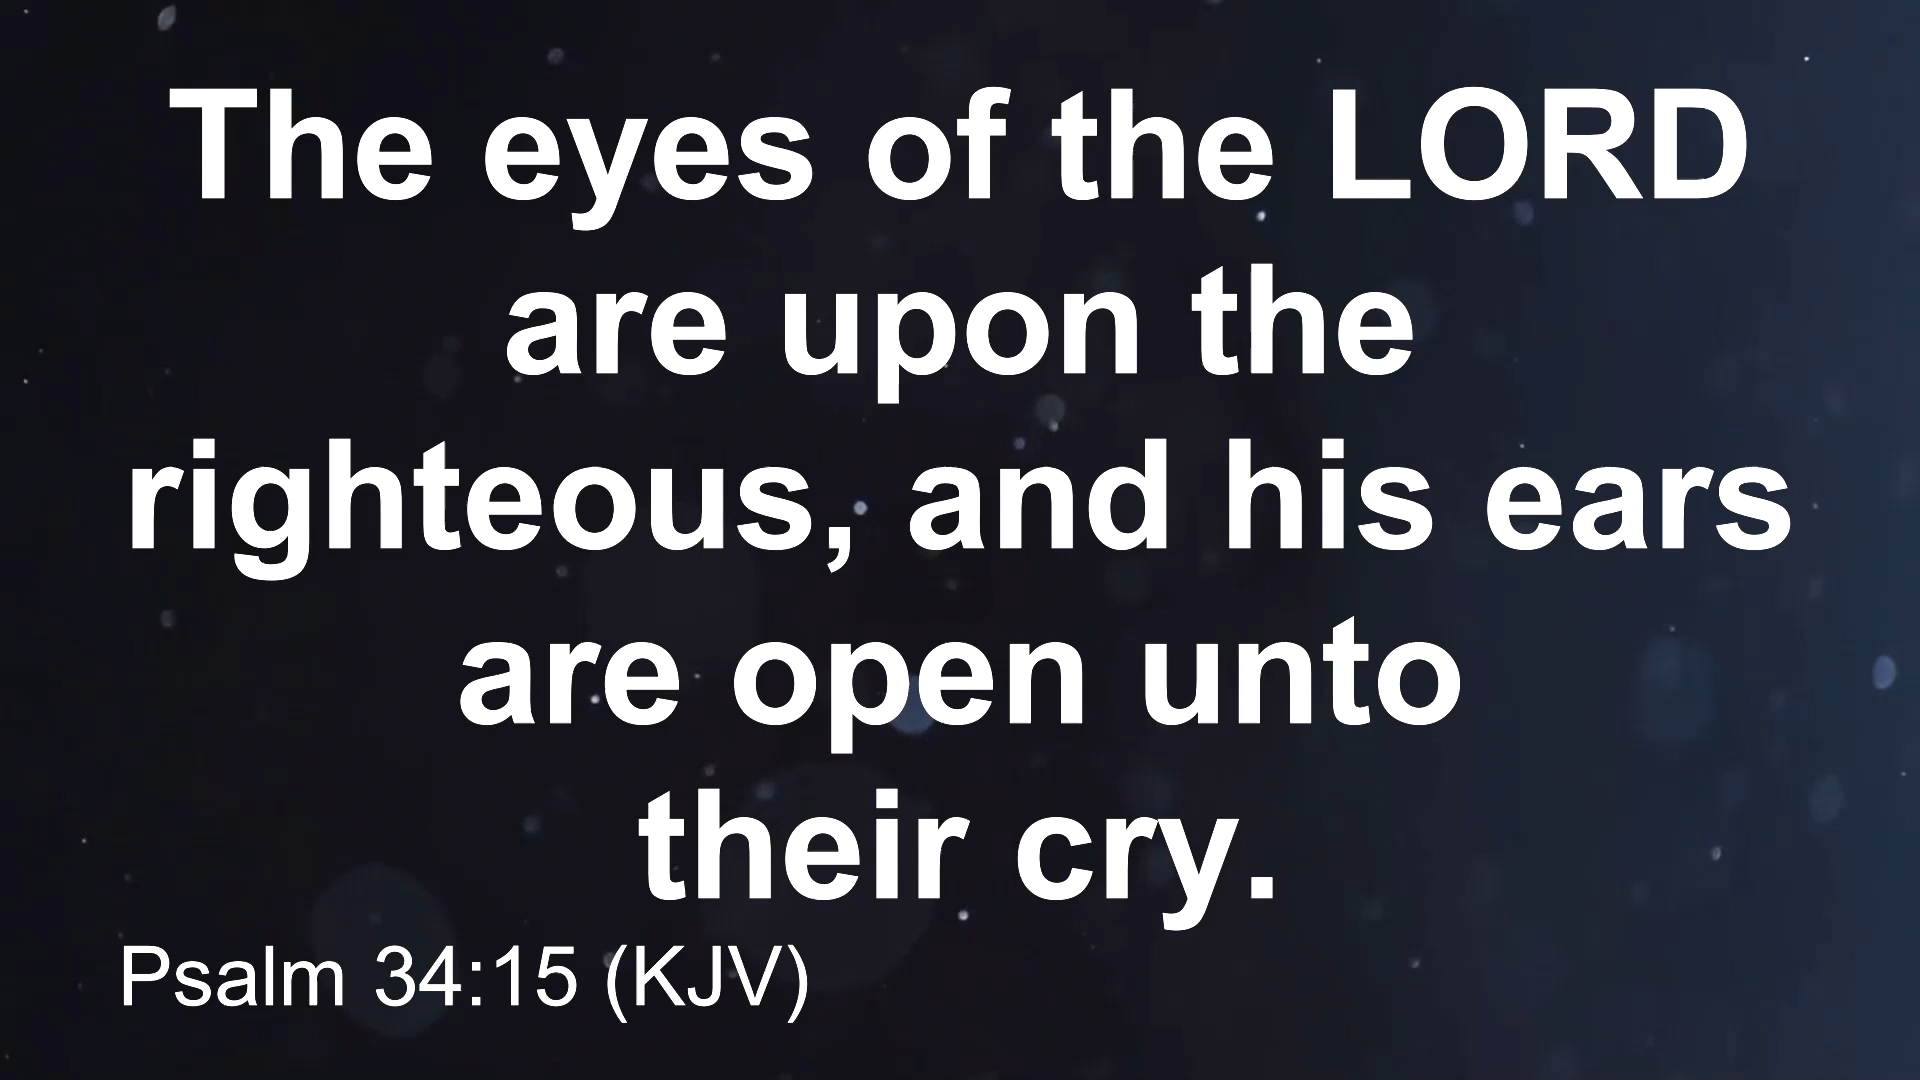 The eyes of the LORD
are upon the
righteous, and his ears
are open unto
their cry.
Psalm 34:15 (KJV)